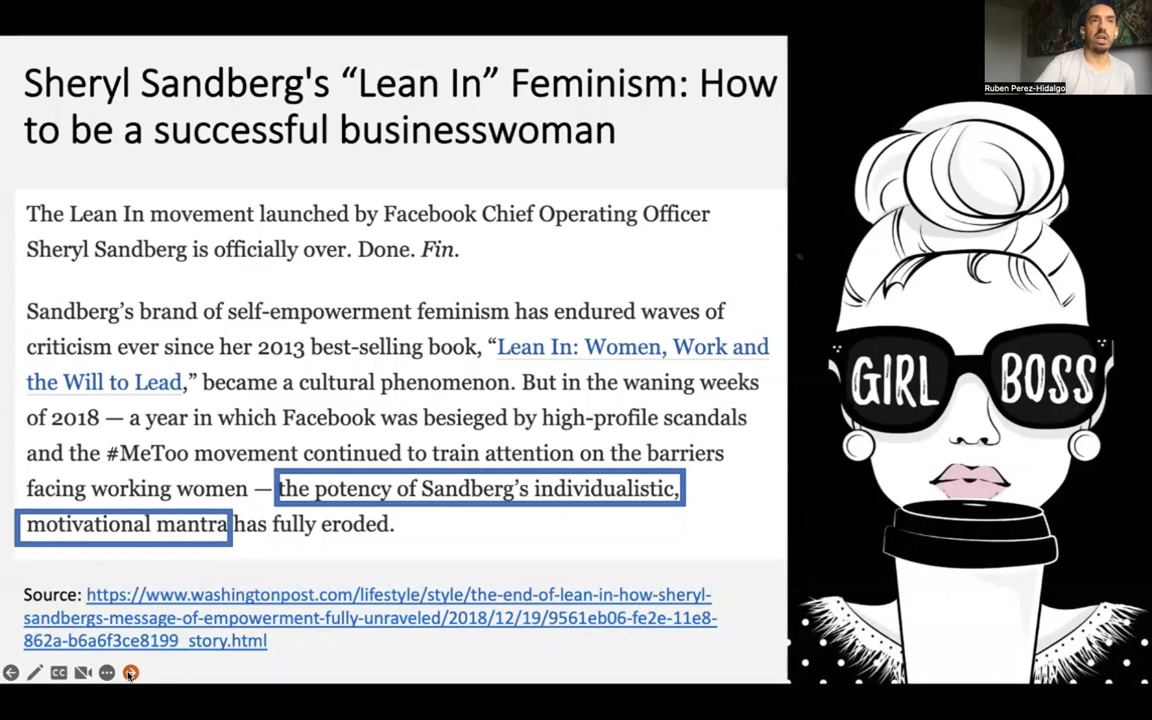 Sheryl Sandberg's “Lean In” Feminism: How
to be a successful businesswoman
Ruben Perez-Hidalgo
The Lean In movement launched by Facebook Chief Operating Officer
Sheryl Sandberg is officially over. Done. Fin.
Sandberg’s brand of self-empowerment feminism has endured waves of
criticism ever since her 2013 best-selling book, “Lean In: Women, Work and
the Will to Lead,” became a cultural phenomenon. But in the waning weeks
of 2018 — a year in which Facebook was besieged by high-profile scandals
and the #MeToo movement continued to train attention on the barriers
facing working women — the potency of Sandberg’s individualistic,
motivational mantra has fully eroded.
Source: https://www.washingtonpost.com/lifestyle/style/the-end-of-lean-in-how-sheryl-
sandbergs-message-of-empowerment-fully-unraveled/2018/12/19/9561eb06-fe2e-11e8-
862a-b6a6f3ce8199_story.html
CC
GIRL BOSS